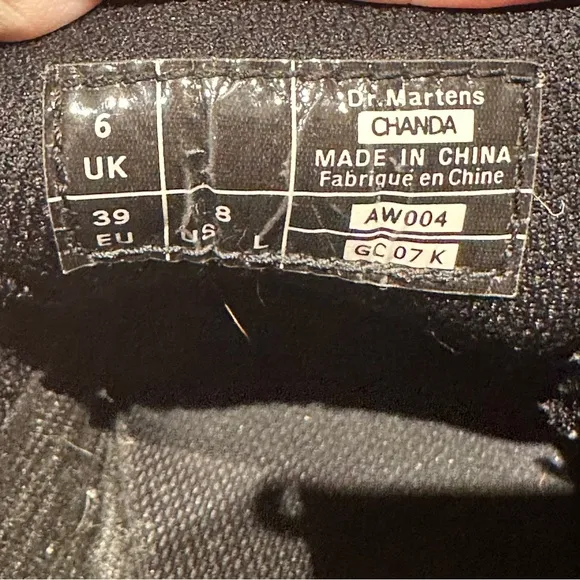 6
UK
39
EU
8
US L
Dr.Martens
CHANDA
MADE IN CHINA
Fabriqué en Chine
AW004
GC 07 K